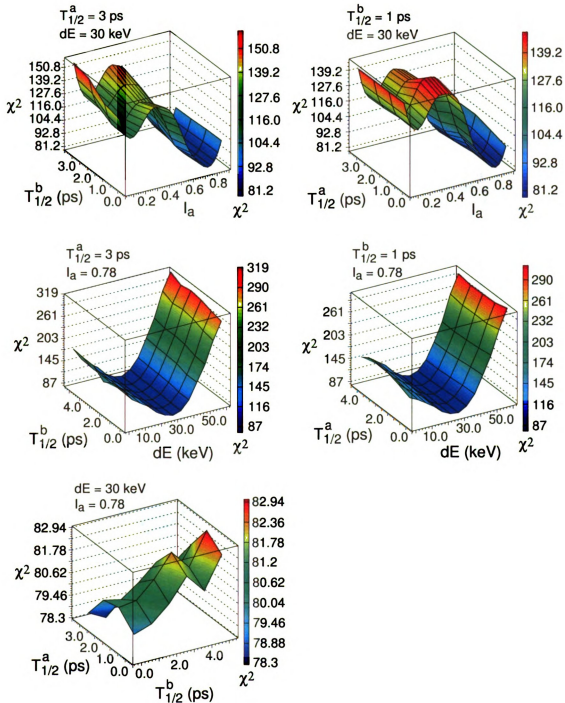 T^a_1/2 = 3 ps
dE = 30 keV
150.8
139.2
127.6
116.0
104.4
92.8
81.2
χ²
3.0
2.0
1.0
0.0
T^b_1/2 (ps)
0.2 0.4 0.6 0.8
I_a
150.8
139.2
127.6
116.0
104.4
92.8
81.2
χ²
T^b_1/2 = 1 ps
dE = 30 keV
139.2
127.6
116.0
104.4
92.8
81.2
χ²
3.0
2.0
1.0
0.0
T^a_1/2 (ps)
0.2 0.4 0.6 0.8
I_a
139.2
127.6
116.0
104.4
92.8
81.2
χ²
T^a_1/2 = 3 ps
I_a = 0.78
319
261
203
145
87
χ²
4.0
2.0
0.0
T^b_1/2 (ps)
10.0 30.0 50.0
dE (keV)
319
290
261
232
203
174
145
116
87
χ²
T^b_1/2 = 1 ps
I_a = 0.78
261
203
145
87
χ²
4.0
2.0
0.0
T^a_1/2 (ps)
10.0 30.0 50.0
dE (keV)
290
261
232
203
174
145
116
87
χ²
dE = 30 keV
I_a = 0.78
82.94
81.78
80.62
79.46
78.3
χ²
3.0
2.0
1.0
0.0
T^a_1/2 (ps)
0.0 2.0 4.0
T^b_1/2 (ps)
82.94
82.36
81.78
81.2
80.62
80.04
79.46
78.88
78.3
χ²